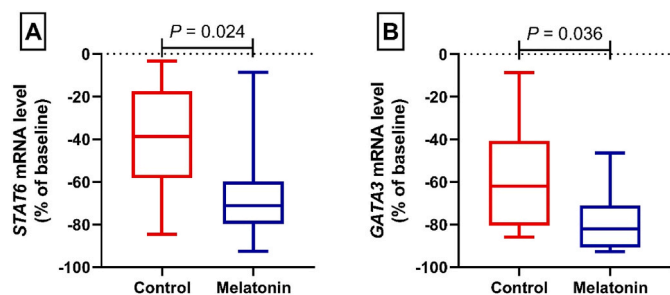 A
P = 0.024
STAT6 mRNA level
(% of baseline)
0
-20
-40
-60
-80
-100
Control
Melatonin
B
P = 0.036
GATA3 mRNA level
(% of baseline)
0
-20
-40
-60
-80
-100
Control
Melatonin